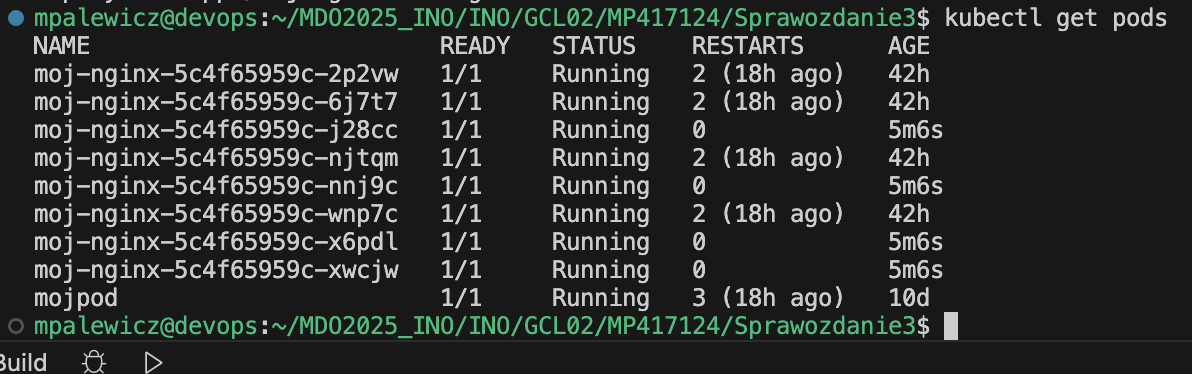 mpalewicz@devops:~/MDO2025_INO/INO/GCL02/MP417124/Sprawozdanie3$ kubectl get pods
NAME READY STATUS RESTARTS AGE
moj-nginx-5c4f65959c-2p2vw 1/1 Running 2 (18h ago) 42h
moj-nginx-5c4f65959c-6j7t7 1/1 Running 2 (18h ago) 42h
moj-nginx-5c4f65959c-j28cc 1/1 Running 0 5m6s
moj-nginx-5c4f65959c-njtqm 1/1 Running 2 (18h ago) 42h
moj-nginx-5c4f65959c-nnj9c 1/1 Running 0 5m6s
moj-nginx-5c4f65959c-wnp7c 1/1 Running 2 (18h ago) 42h
moj-nginx-5c4f65959c-x6pdl 1/1 Running 0 5m6s
moj-nginx-5c4f65959c-xwcjw 1/1 Running 0 5m6s
mojpod 1/1 Running 3 (18h ago) 10d
mpalewicz@devops:~/MDO2025_INO/INO/GCL02/MP417124/Sprawozdanie3$
Build